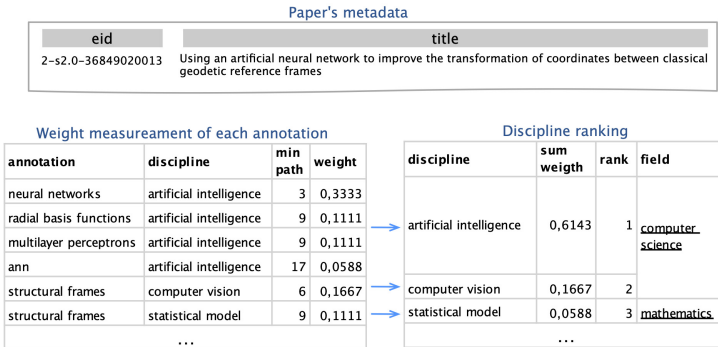 Paper's metadata
eid title
2-s2.0-36849020013 Using an artificial neural network to improve the transformation of coordinates between classical
geodetic reference frames
Weight measureament of each annotation
annotation discipline min path weight
neural networks artificial intelligence 3 0,3333
radial basis functions artificial intelligence 9 0,1111
multilayer perceptrons artificial intelligence 9 0,1111
ann artificial intelligence 17 0,0588
structural frames computer vision 6 0,1667
structural frames statistical model 9 0,1111
...
Discipline ranking
discipline sum weigth rank field
artificial intelligence 0,6143 1 computer science
computer vision 0,1667 2
statistical model 0,0588 3 mathematics
...